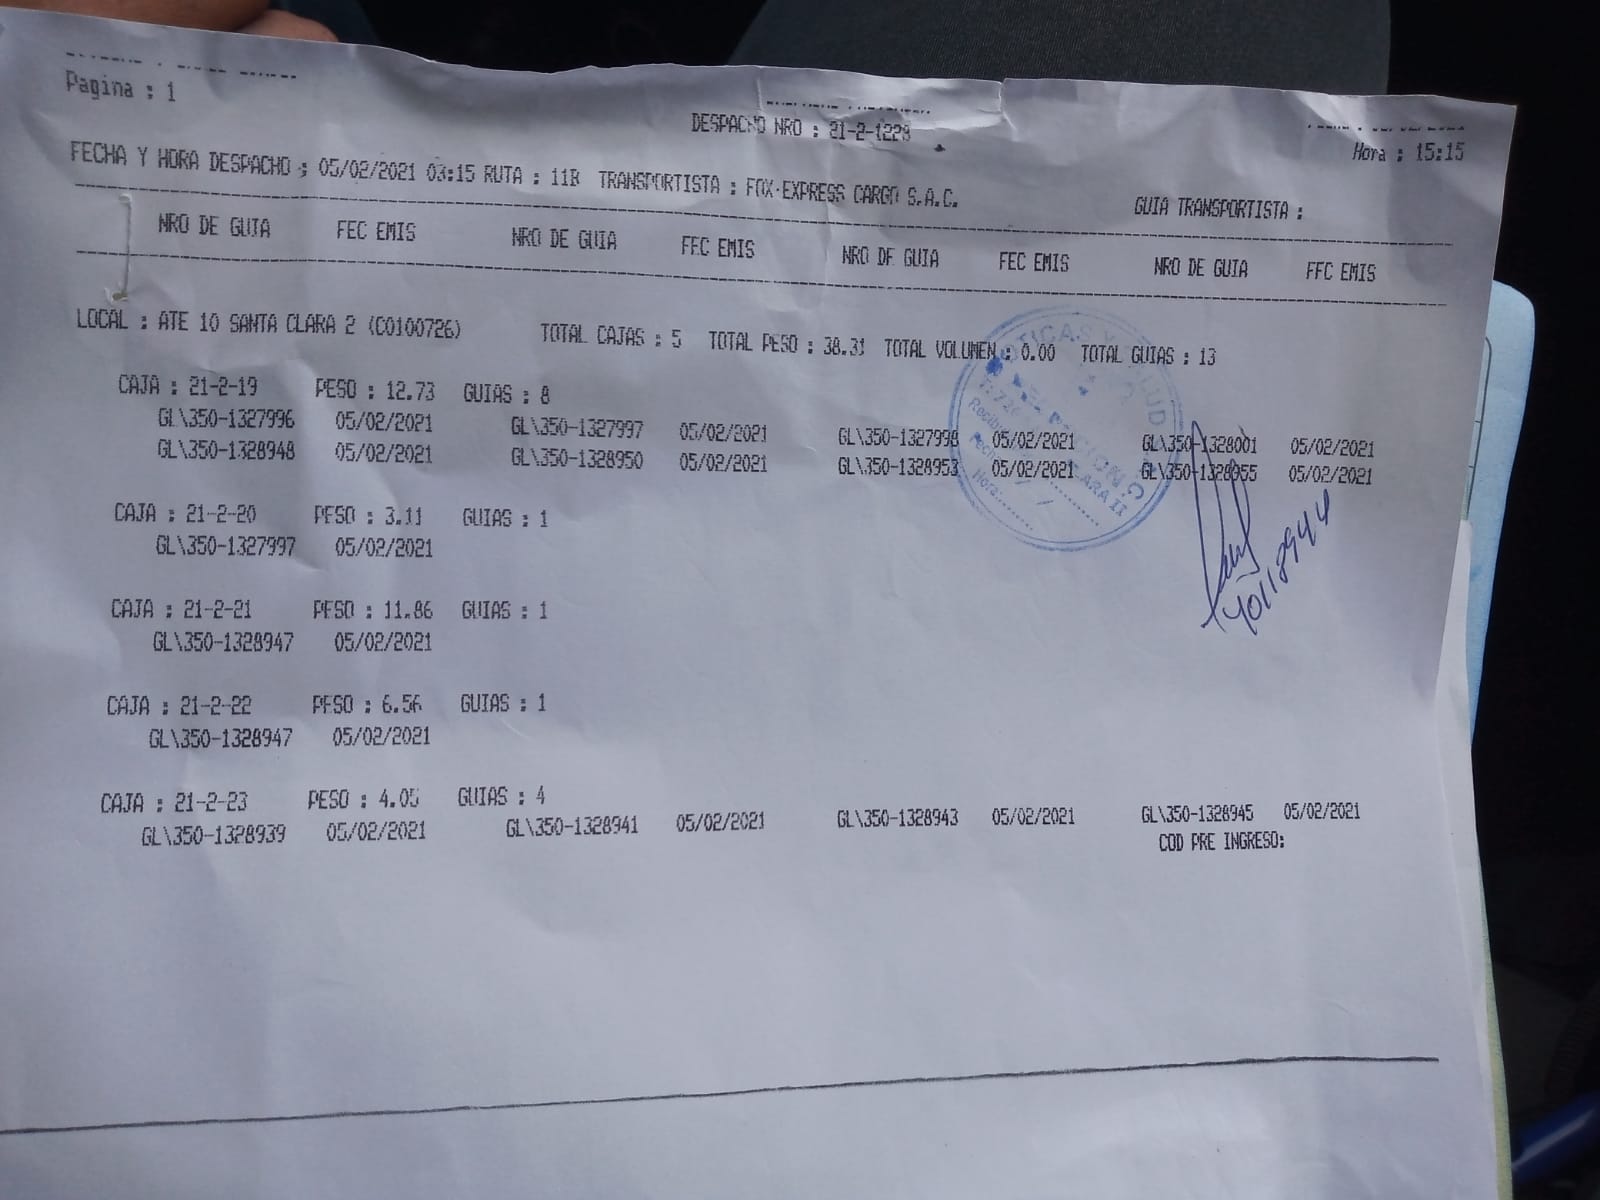 Pagina : 1
DESPACHO NRO : 21-2-1228
Hora : 15:15
FECHA Y HORA DESPACHO : 05/02/2021 03:15 RUTA : 11B TRANSPORTISTA : FOX-EXPRESS CARGO S.A.C. GUIA TRANSPORTISTA :
NRO DE GUIA FEC EMIS NRO DE GUIA FEC EMIS NRO DE GUIA FEC EMIS NRO DE GUIA FEC EMIS
LOCAL : ATE 10 SANTA CLARA 2 (C0100726) TOTAL CAJAS : 5 TOTAL PESO : 38.31 TOTAL VOLUMEN : 0.00 TOTAL GUIAS : 13
CAJA : 21-2-19 PESO : 12.73 GUIAS : 8
GL\350-1327996 05/02/2021 GL\350-1327997 05/02/2021 GL\350-1327998 05/02/2021 GL\350-1328001 05/02/2021
GL\350-1328948 05/02/2021 GL\350-1328950 05/02/2021 GL\350-1328953 05/02/2021 GL\350-1328955 05/02/2021
CAJA : 21-2-20 PESO : 3.11 GUIAS : 1
GL\350-1327997 05/02/2021
CAJA : 21-2-21 PESO : 11.86 GUIAS : 1
GL\350-1328947 05/02/2021
CAJA : 21-2-22 PESO : 6.56 GUIAS : 1
GL\350-1328947 05/02/2021
CAJA : 21-2-23 PESO : 4.05 GUIAS : 4
GL\350-1328939 05/02/2021 GL\350-1328941 05/02/2021 GL\350-1328943 05/02/2021 GL\350-1328945 05/02/2021
COD PRE INGRESO:
Hora:
40112944